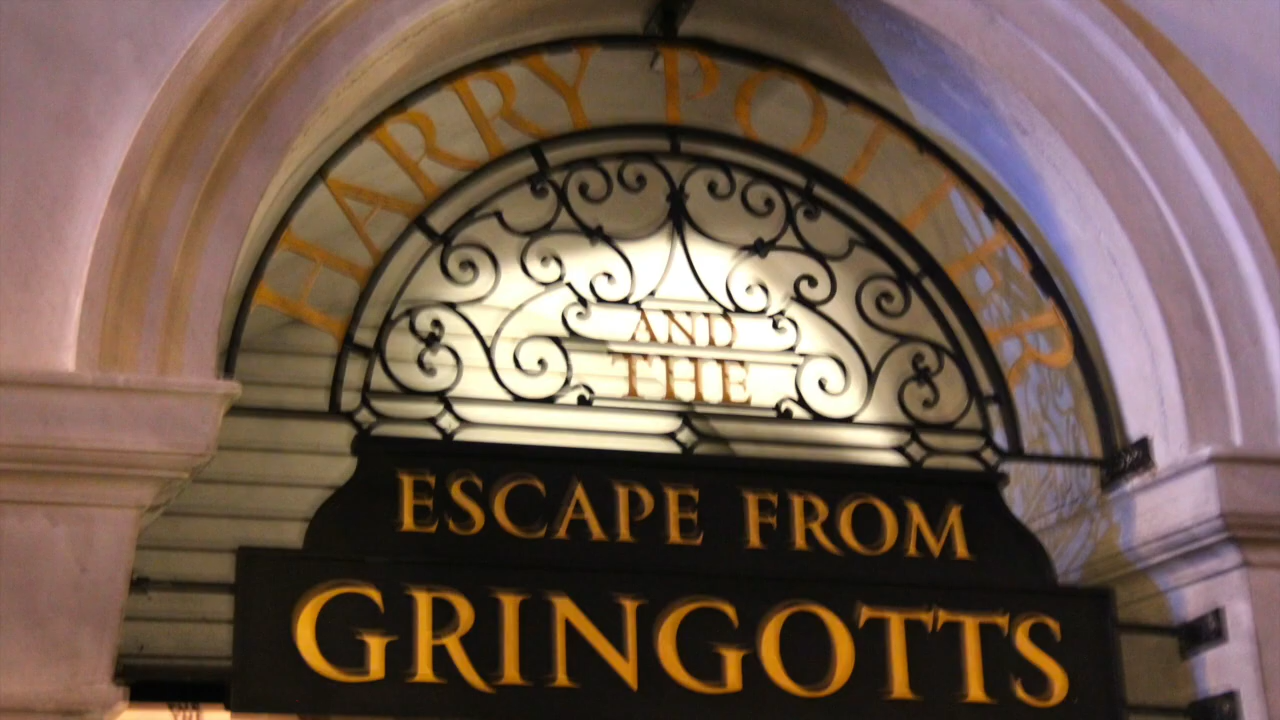 HARRY POTTER
AND
THE
ESCAPE FROM
GRINGOTTS